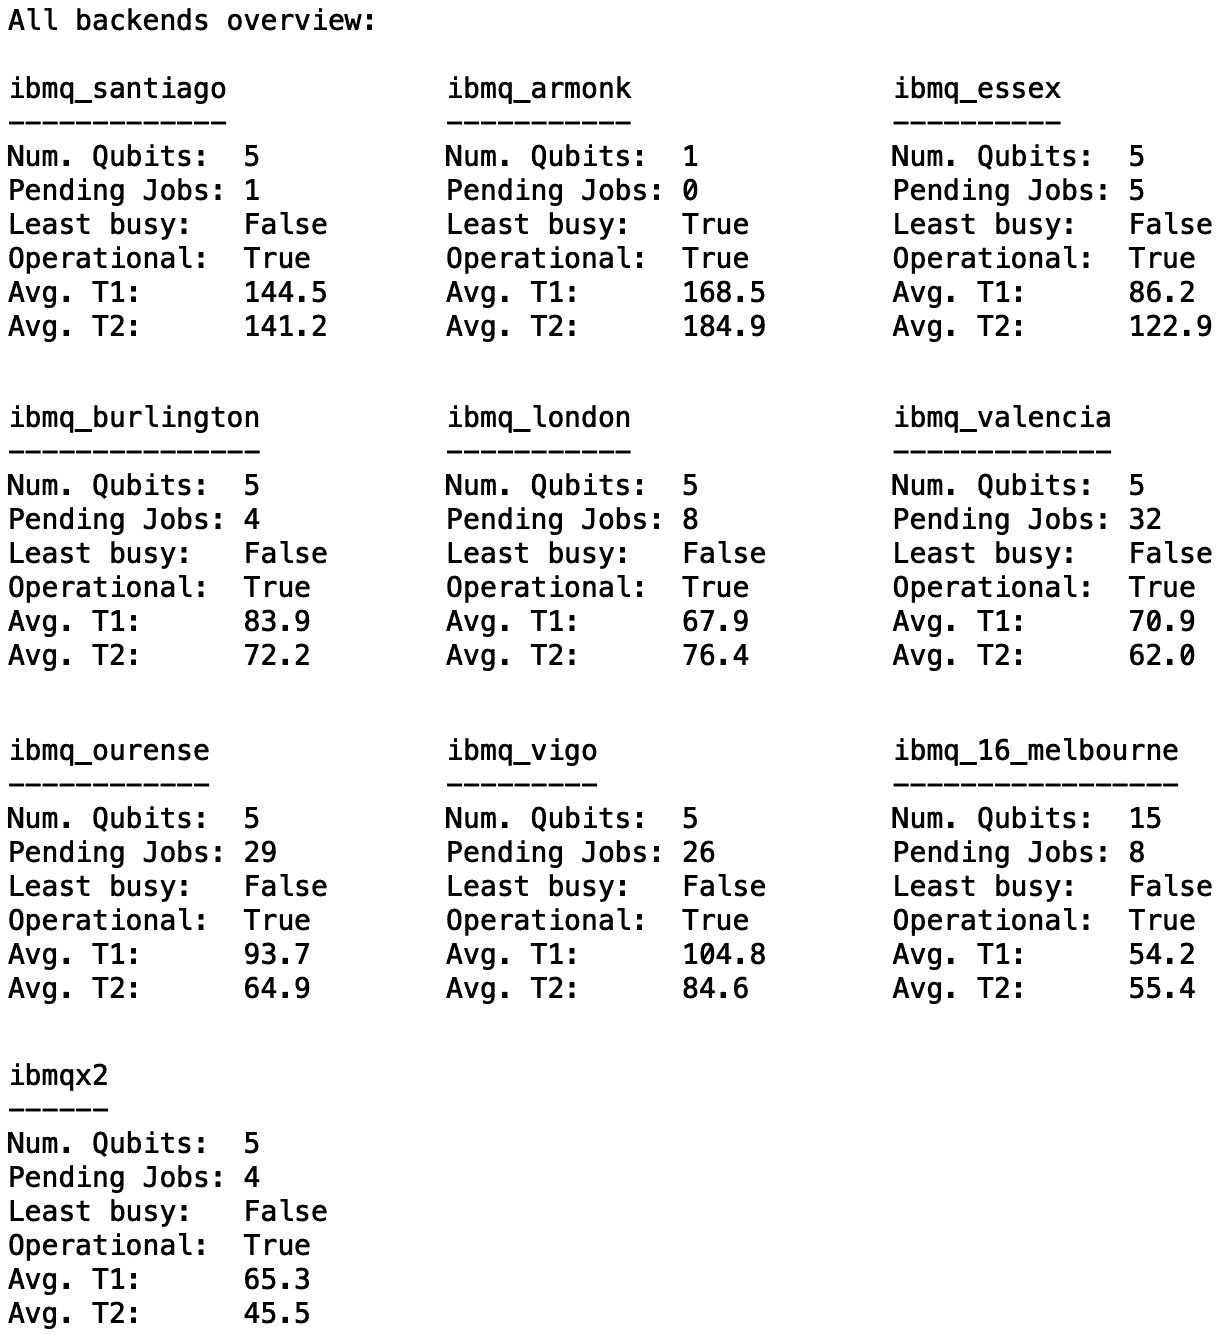 All backends overview:
ibmq_santiago                ibmq_armonk                ibmq_essex
-------------                -----------                ----------
Num. Qubits:  5              Num. Qubits:  1            Num. Qubits:  5
Pending Jobs: 1              Pending Jobs: 0            Pending Jobs: 5
Least busy:   False          Least busy:   True         Least busy:   False
Operational:  True           Operational:  True         Operational:  True
Avg. T1:      144.5          Avg. T1:      168.5        Avg. T1:      86.2
Avg. T2:      141.2          Avg. T2:      184.9        Avg. T2:      122.9
ibmq_burlington              ibmq_london                ibmq_valencia
---------------              -----------                -------------
Num. Qubits:  5              Num. Qubits:  5            Num. Qubits:  5
Pending Jobs: 4              Pending Jobs: 8            Pending Jobs: 32
Least busy:   False          Least busy:   False        Least busy:   False
Operational:  True           Operational:  True         Operational:  True
Avg. T1:      83.9           Avg. T1:      67.9         Avg. T1:      70.9
Avg. T2:      72.2           Avg. T2:      76.4         Avg. T2:      62.0
ibmq_ourense                 ibmq_vigo                  ibmq_16_melbourne
------------                 ---------                  -----------------
Num. Qubits:  5              Num. Qubits:  5            Num. Qubits:  15
Pending Jobs: 29             Pending Jobs: 26           Pending Jobs: 8
Least busy:   False          Least busy:   False        Least busy:   False
Operational:  True           Operational:  True         Operational:  True
Avg. T1:      93.7           Avg. T1:      104.8        Avg. T1:      54.2
Avg. T2:      64.9           Avg. T2:      84.6         Avg. T2:      55.4
ibmqx2
------
Num. Qubits:  5
Pending Jobs: 4
Least busy:   False
Operational:  True
Avg. T1:      65.3
Avg. T2:      45.5